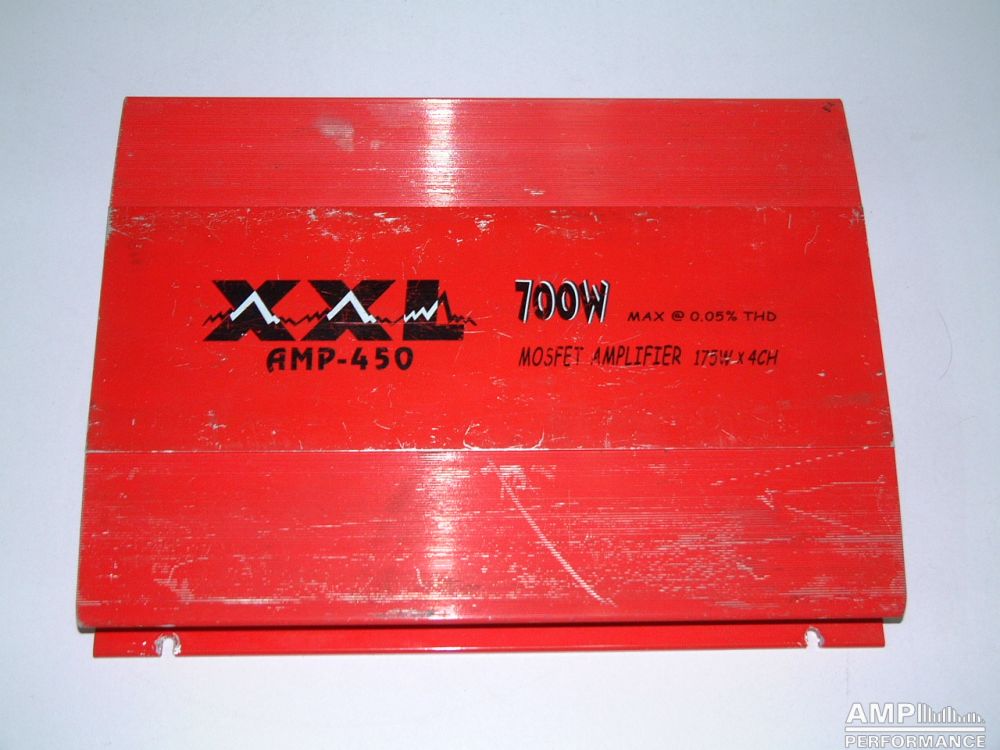 XXL
AMP-450
700W MAX @ 0.05% THD
MOSFET AMPLIFIER 175W X 4CH
AMP
PERFORMANCE